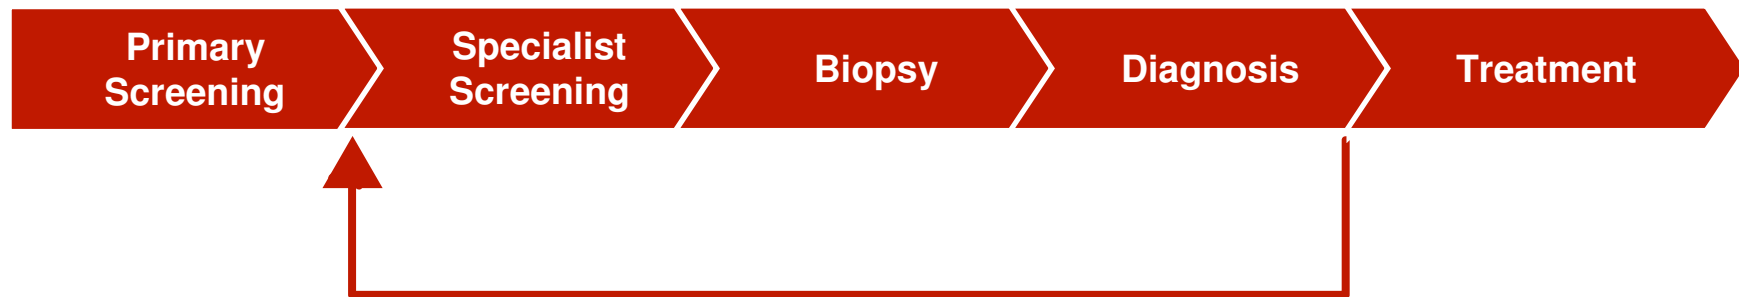 Primary
Screening
Specialist
Screening
Biopsy
Diagnosis
Treatment